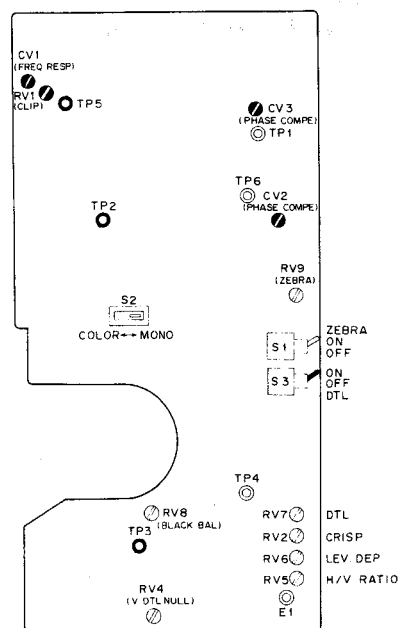 CV1
(FREQ RESP)
RV1
(CLIP)
TP5
CV3
(PHASE COMPE)
TP1
TP6
CV2
(PHASE COMPE)
TP2
RV9
(ZEBRA)
S2
COLOR↔MONO
S1
ZEBRA
ON
OFF
S3
ON
OFF
DTL
TP4
RV8
(BLACK BAL)
TP3
RV7 DTL
RV2 CRISP
RV6 LEV. DEP
RV5 H/V RATIO
RV4
(V DTL NULL)
E1